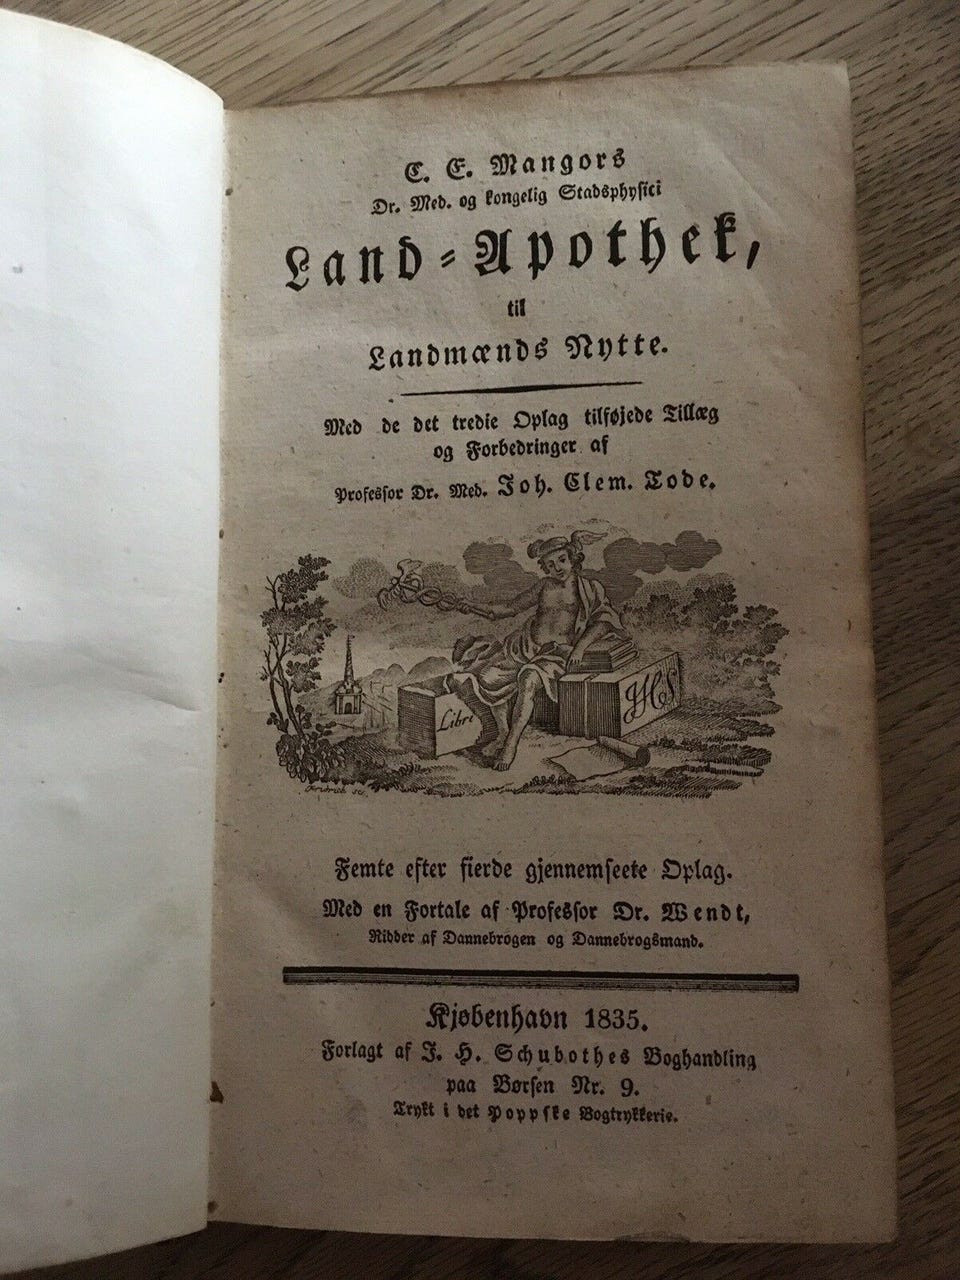 C. E. Mangors
Dr. Med. og kongelig Stadsphysici
Land-Apothek,
til
Landmænds Nytte.
Med de det tredie Oplag tilføjede Tillæg
og Forbedringer af
Professor Dr. Med. Joh. Clem. Tode.
Libri
JHS
Fridrich sc.
Femte efter fierde gjennemseete Oplag.
Med en Fortale af Professor Dr. Wendt,
Ridder af Dannebrogen og Dannebrogsmand.
Kjøbenhavn 1835.
Forlagt af J. H. Schubothes Boghandling
paa Børsen Nr. 9.
Trykt i det Poppske Bogtrykkerie.